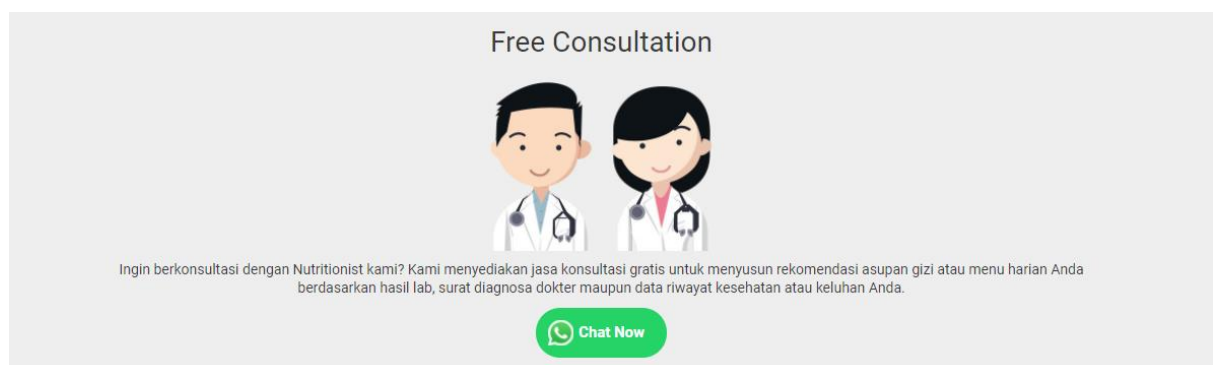 Free Consultation
Ingin berkonsultasi dengan Nutritionist kami? Kami menyediakan jasa konsultasi gratis untuk menyusun rekomendasi asupan gizi atau menu harian Anda
berdasarkan hasil lab, surat diagnosa dokter maupun data riwayat kesehatan atau keluhan Anda.
Chat Now